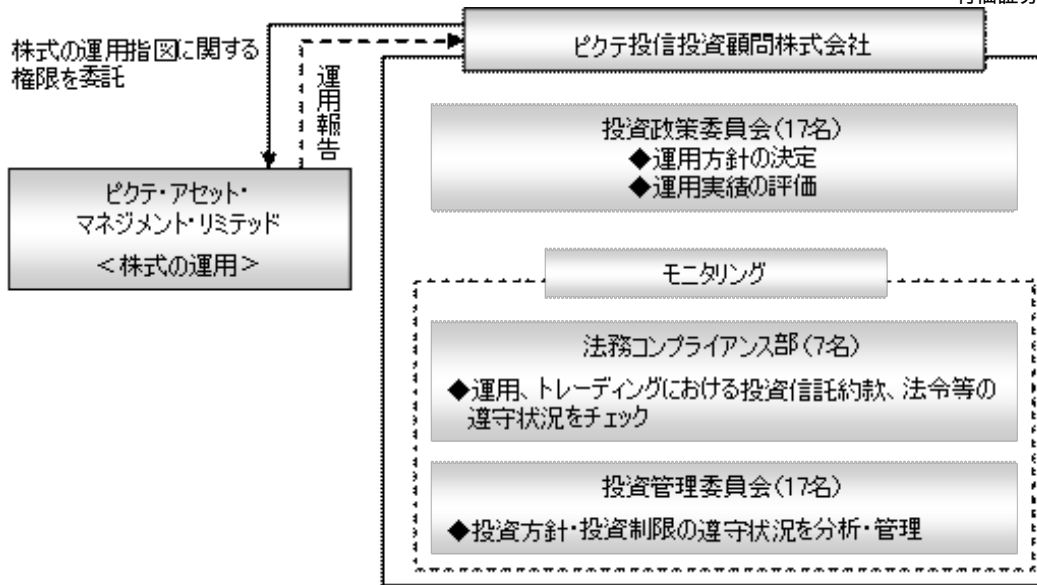 株式の運用指図に関する
権限を委託
運用報告
ピクテ投信投資顧問株式会社
投資政策委員会(17名)
◆運用方針の決定
◆運用実績の評価
ピクテ・アセット・
マネジメント・リミテッド
＜株式の運用＞
モニタリング
法務コンプライアンス部(7名)
◆運用、トレーディングにおける投資信託約款、法令等の
遵守状況をチェック
投資管理委員会(17名)
◆投資方針・投資制限の遵守状況を分析・管理